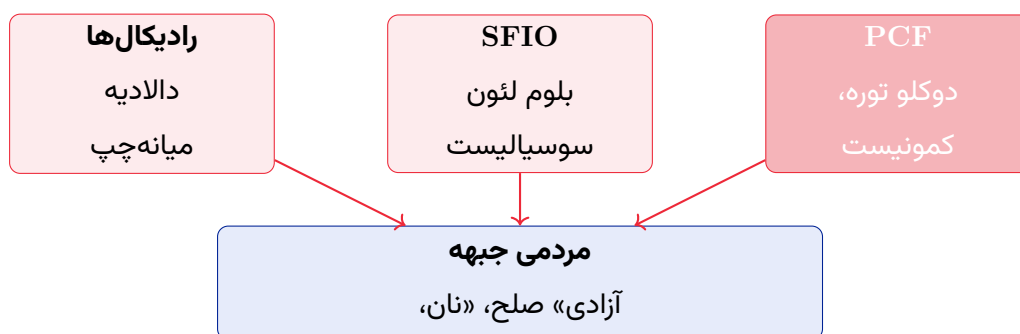 PCF
دوکلو توره،
کمونیست
SFIO
بلوم لئون
سوسیالیست
رادیکال‌ها
دالادیه
میانه‌چپ
مردمی جبهه
آزادی» صلح، «نان،